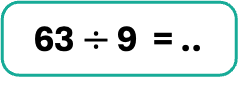 63 ÷ 9 = ..